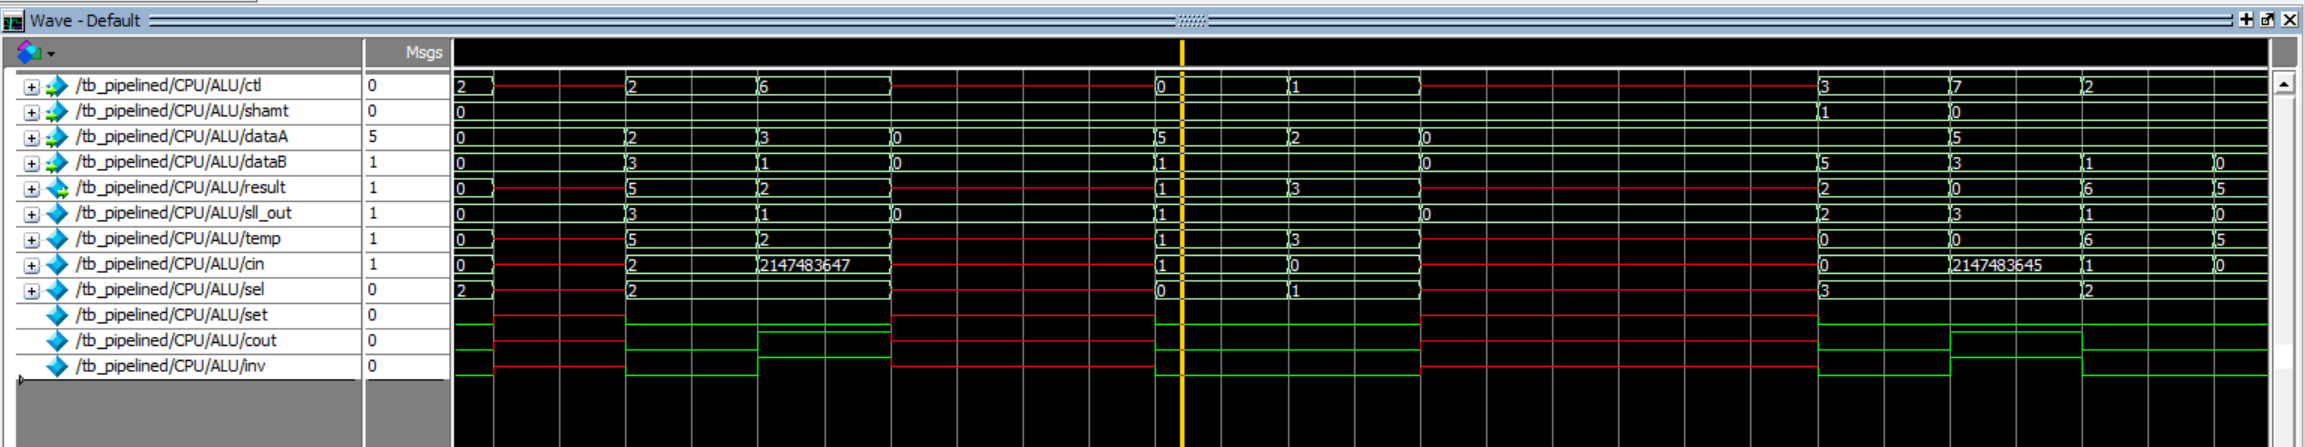 Wave - Default
Msgs
/tb_pipelined/CPU/ALU/ctl 0 2 2 6 0 1 3 7 2
/tb_pipelined/CPU/ALU/shamt 0 0 1 0
/tb_pipelined/CPU/ALU/dataA 5 0 2 3 0 5 2 0 5
/tb_pipelined/CPU/ALU/dataB 1 0 3 1 0 1 0 5 3 1 0
/tb_pipelined/CPU/ALU/result 1 0 5 2 1 3 2 0 6 5
/tb_pipelined/CPU/ALU/sll_out 1 0 3 1 0 1 0 2 3 1 0
/tb_pipelined/CPU/ALU/temp 1 0 5 2 1 3 0 0 6 5
/tb_pipelined/CPU/ALU/cin 1 0 2 2147483647 1 0 0 2147483645 1 0
/tb_pipelined/CPU/ALU/sel 0 2 2 0 1 3 2
/tb_pipelined/CPU/ALU/set 0
/tb_pipelined/CPU/ALU/cout 0
/tb_pipelined/CPU/ALU/inv 0